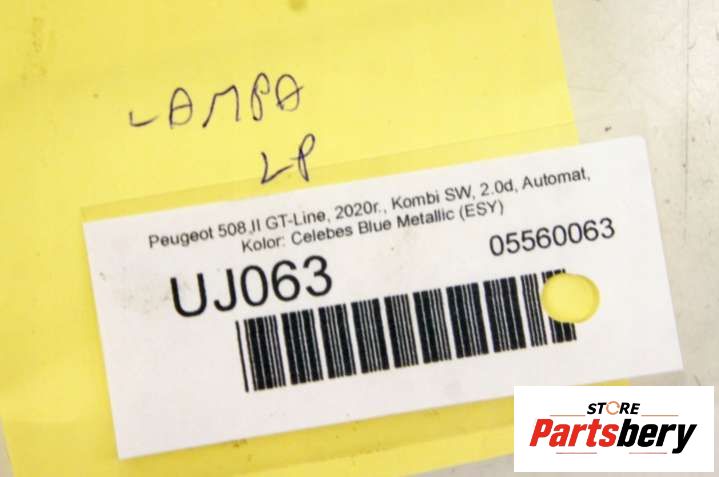 LAMPA
LP
Peugeot 508 II GT-Line, 2020r., Kombi SW, 2.0d, Automat,
Kolor: Celebes Blue Metallic (ESY)
UJ063
05560063
STORE
Partsbery